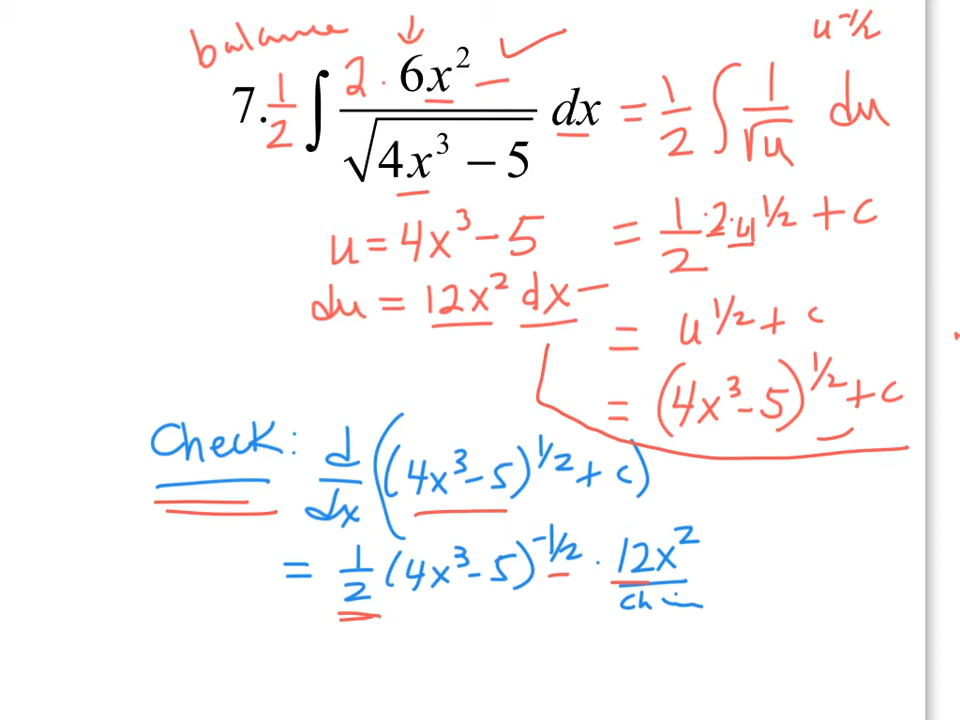 balance
7. 1/2 ∫ 2 · 6x² / √(4x³ − 5) dx = 1/2 ∫ 1/√u du
u^-1/2
u = 4x³ − 5
du = 12x² dx
= 1/2 · 2 · u^1/2 + c
= u^1/2 + c
= (4x³ − 5)^1/2 + c
Check: d/dx ((4x³ − 5)^1/2 + c)
= 1/2 (4x³ − 5)^-1/2 · 12x²